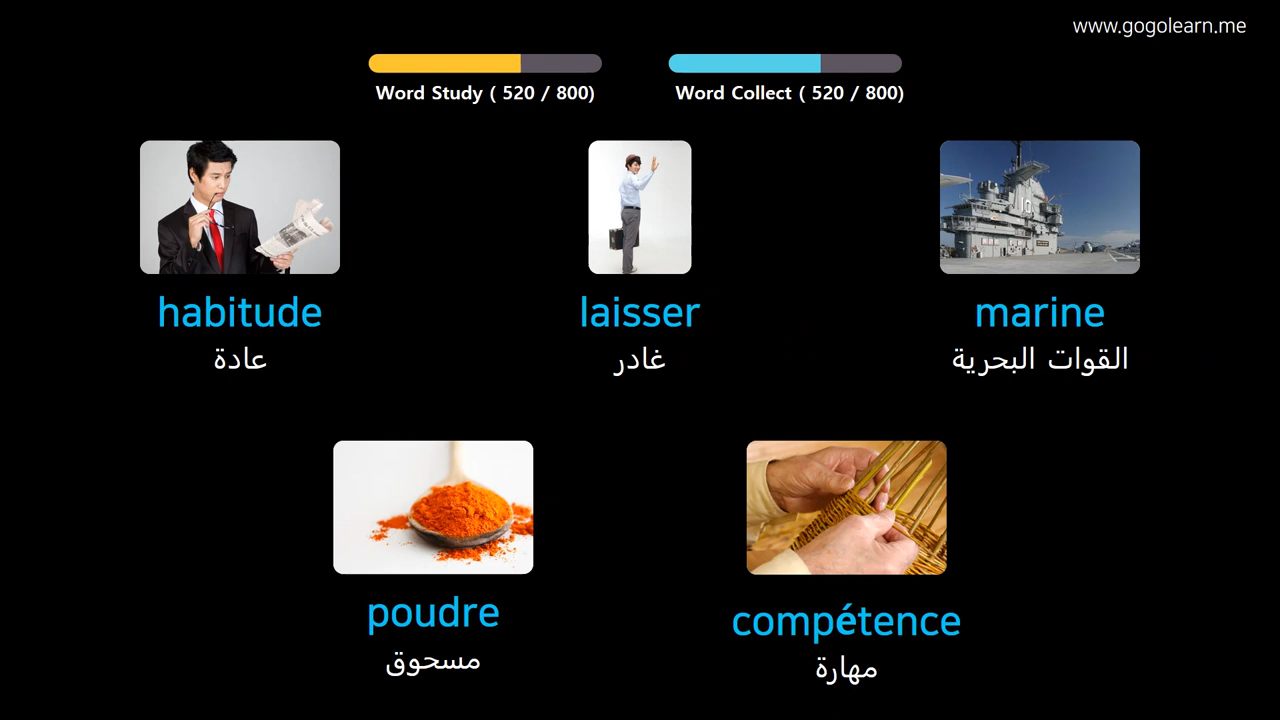 www.gogolearn.me
Word Study ( 520 / 800)
Word Collect ( 520 / 800)
habitude
عادة
laisser
غادر
marine
القوات البحرية
poudre
مسحوق
compétence
مهارة